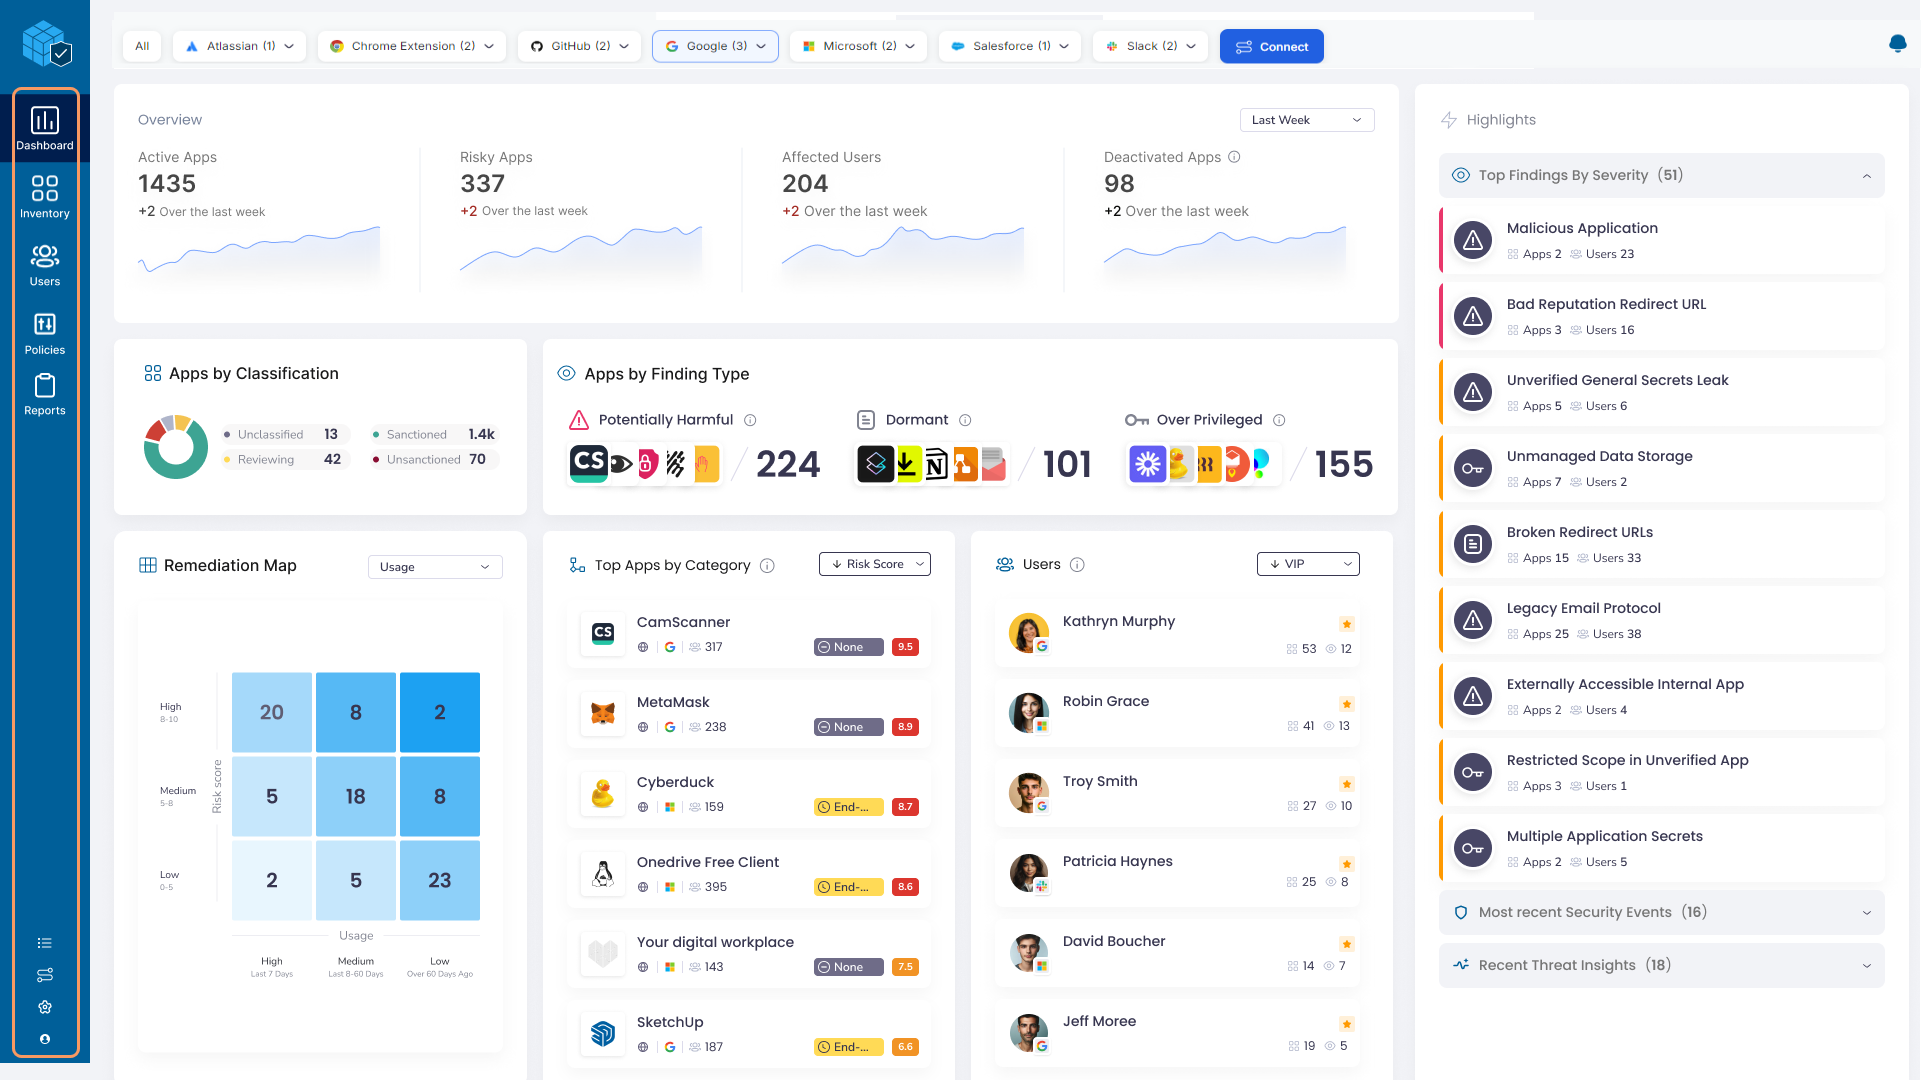 All
Atlassian (1)
Chrome Extension (2)
GitHub (2)
Google (3)
Microsoft (2)
Salesforce (1)
Slack (2)
Connect
Dashboard
Inventory
Users
Policies
Reports
Overview
Last Week
Active Apps
1435
+2 Over the last week
Risky Apps
337
+2 Over the last week
Affected Users
204
+2 Over the last week
Deactivated Apps
98
+2 Over the last week
Apps by Classification
Unclassified 13
Sanctioned 1.4k
Reviewing 42
Unsanctioned 70
Apps by Finding Type
Potentially Harmful
CS
224
Dormant
N
101
Over Privileged
155
Remediation Map
Usage
High
8-10
20 8 2
Risk score
Medium
5-8
5 18 8
Low
0-5
2 5 23
Usage
High
Last 7 Days
Medium
Last 8-60 Days
Low
Over 60 Days Ago
Top Apps by Category
Risk Score
CS
CamScanner
317
None
9.5
MetaMask
238
None
8.9
Cyberduck
159
End-...
8.7
Onedrive Free Client
395
End-...
8.6
Your digital workplace
143
None
7.5
SketchUp
187
End-...
6.6
Users
VIP
Kathryn Murphy
53 12
Robin Grace
41 13
Troy Smith
27 10
Patricia Haynes
25 8
David Boucher
14 7
Jeff Moree
19 5
Highlights
Top Findings By Severity (51)
Malicious Application
Apps 2 Users 23
Bad Reputation Redirect URL
Apps 3 Users 16
Unverified General Secrets Leak
Apps 5 Users 6
Unmanaged Data Storage
Apps 7 Users 2
Broken Redirect URLs
Apps 15 Users 33
Legacy Email Protocol
Apps 25 Users 38
Externally Accessible Internal App
Apps 2 Users 4
Restricted Scope in Unverified App
Apps 3 Users 1
Multiple Application Secrets
Apps 2 Users 5
Most recent Security Events (16)
Recent Threat Insights (18)